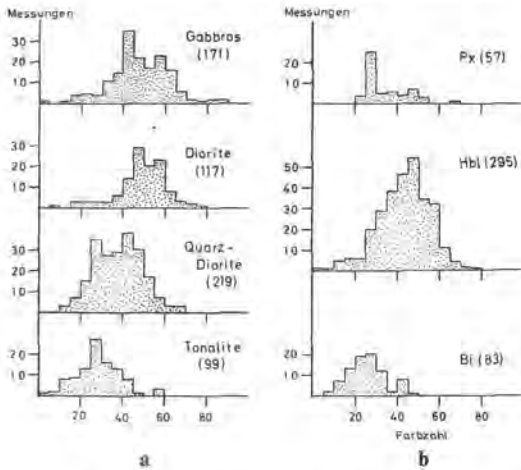 Messungen
30
20
10
Gabbros
(171)
30
20
10
Diorite
(117)
30
20
10
Quarz-
Diorite
(219)
20
10
Tonalite
(99)
20
40
60
80
a
Messungen
20
10
Px (57)
50
40
30
20
10
Hbl (295)
20
10
Bi (83)
20
40
60
80
Farbzahl
b